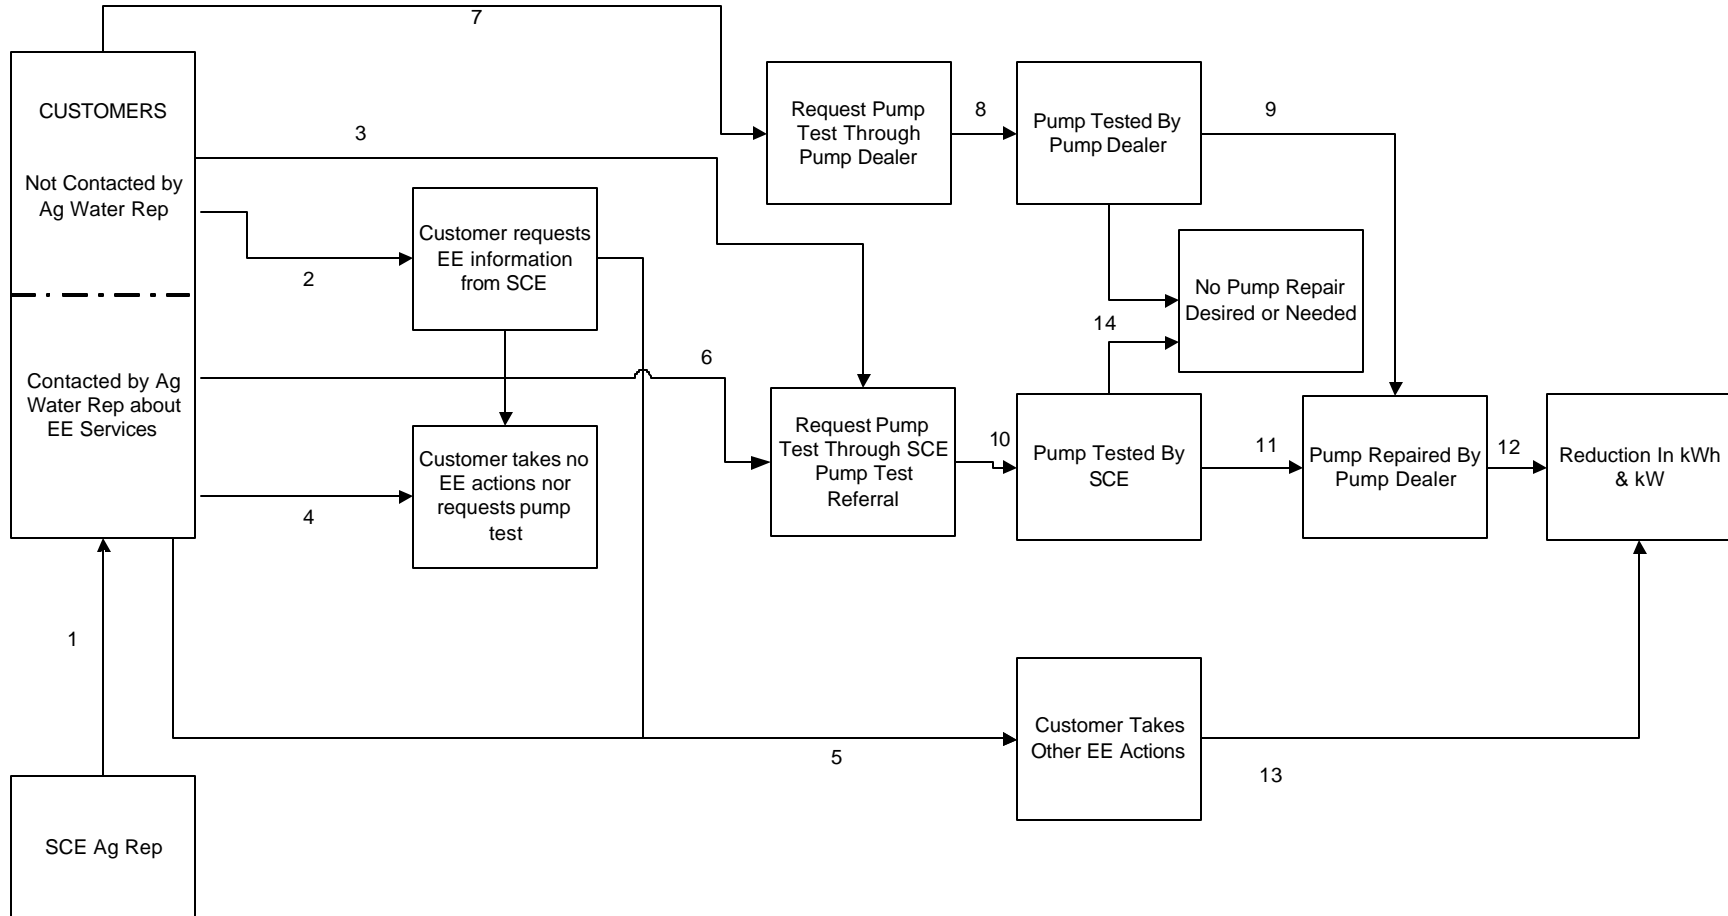 7
CUSTOMERS
Not Contacted by
Ag Water Rep
Contacted by Ag
Water Rep about
EE Services
3
2
Customer requests
EE information
from SCE
6
4
Customer takes no
EE actions nor
requests pump
test
Request Pump
Test Through
Pump Dealer
8
Pump Tested By
Pump Dealer
9
No Pump Repair
Desired or Needed
14
Request Pump
Test Through SCE
Pump Test
Referral
10
Pump Tested By
SCE
11
Pump Repaired By
Pump Dealer
12
Reduction In kWh
& kW
1
5
Customer Takes
Other EE Actions
13
SCE Ag Rep